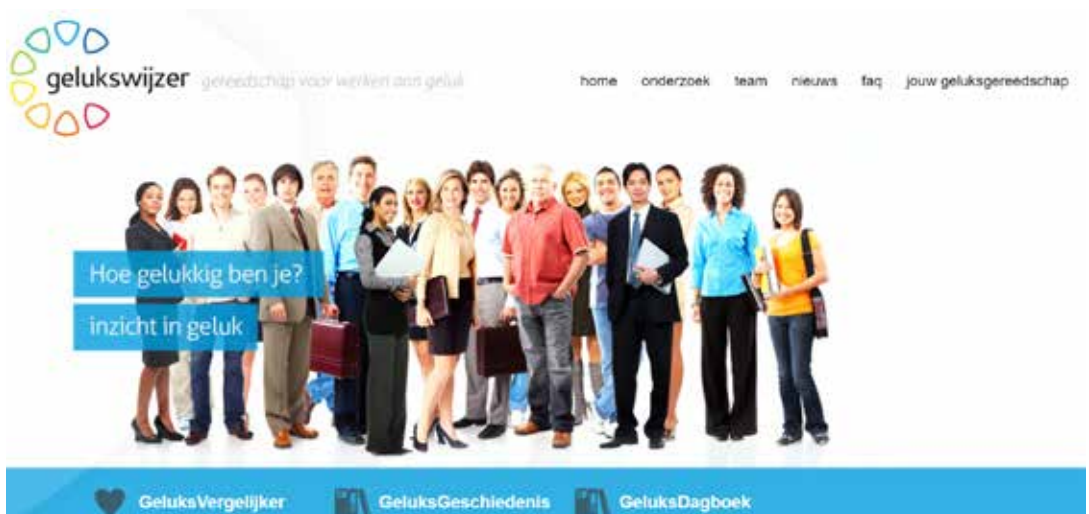 gelukswijzer gereedschap voor werken aan geluk
home onderzoek team nieuws faq jouw geluksgereedschap
Hoe gelukkig ben je?
inzicht in geluk
GeluksVergelijker GeluksGeschiedenis GeluksDagboek